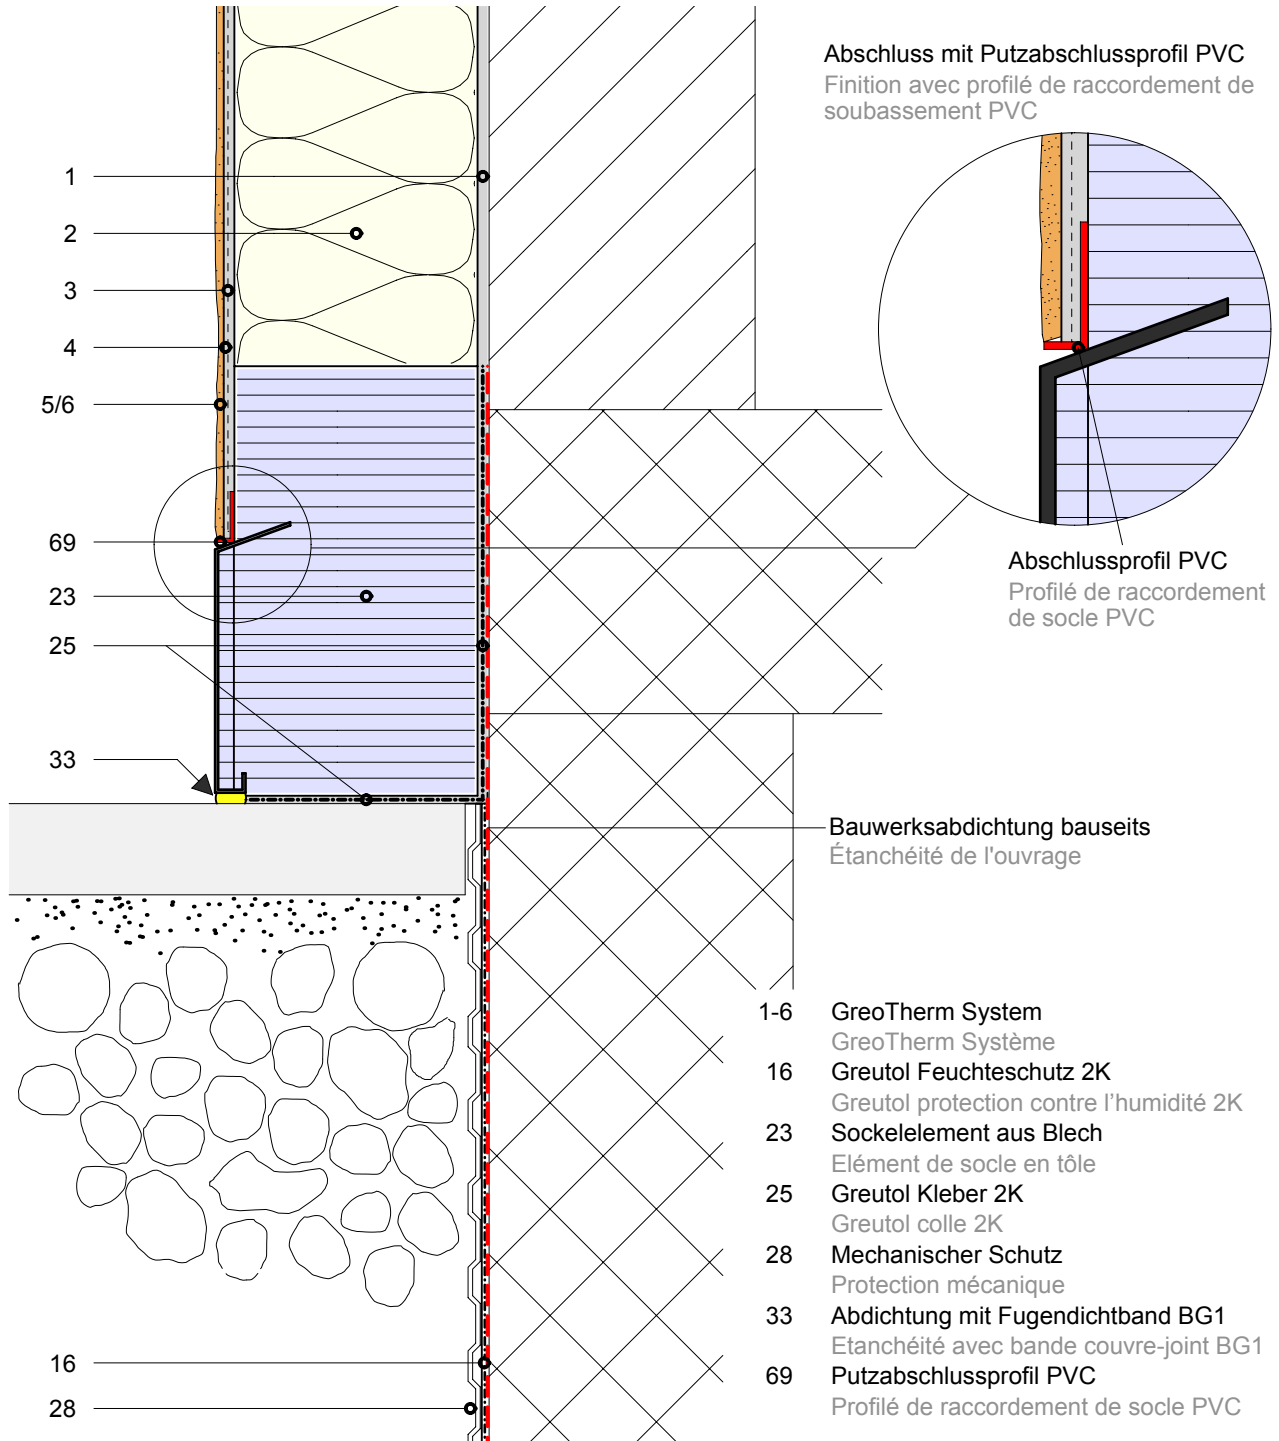 Abschluss mit Putzabschlussprofil PVC
Finition avec profilé de raccordement de
soubassement PVC
1
2
3
4
5/6
69
23
25
33
Abschlussprofil PVC
Profilé de raccordement
de socle PVC
Bauwerksabdichtung bauseits
Étanchéité de l'ouvrage
1-6 GreoTherm System
GreoTherm Système
16 Greutol Feuchteschutz 2K
Greutol protection contre l’humidité 2K
23 Sockelelement aus Blech
Elément de socle en tôle
25 Greutol Kleber 2K
Greutol colle 2K
28 Mechanischer Schutz
Protection mécanique
33 Abdichtung mit Fugendichtband BG1
Etanchéité avec bande couvre-joint BG1
69 Putzabschlussprofil PVC
Profilé de raccordement de socle PVC
16
28